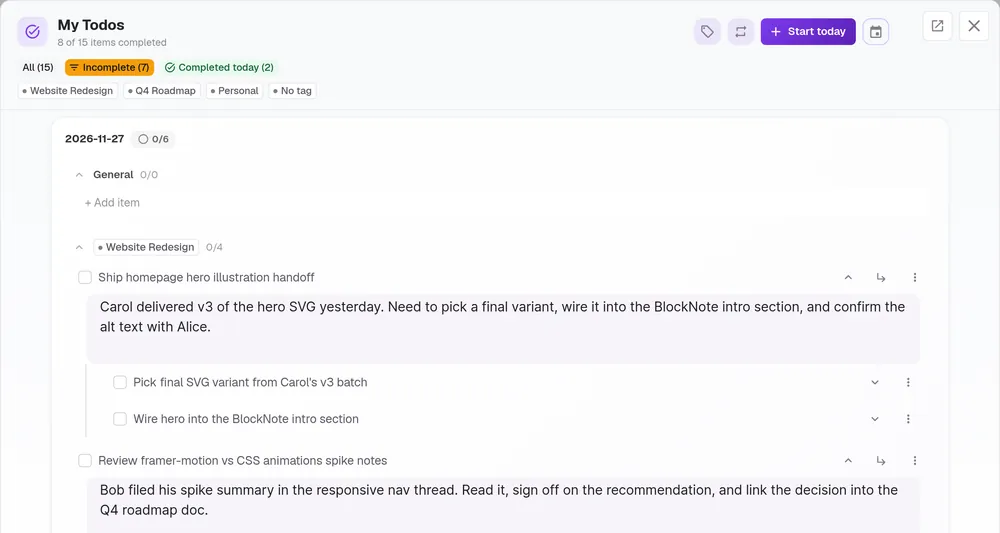 My Todos
8 of 15 items completed
+ Start today
All (15)
Incomplete (7)
Completed today (2)
• Website Redesign
• Q4 Roadmap
• Personal
• No tag
2026-11-27
0/6
General 0/0
+ Add item
• Website Redesign 0/4
Ship homepage hero illustration handoff
Carol delivered v3 of the hero SVG yesterday. Need to pick a final variant, wire it into the BlockNote intro section, and confirm the
alt text with Alice.
Pick final SVG variant from Carol's v3 batch
Wire hero into the BlockNote intro section
Review framer-motion vs CSS animations spike notes
Bob filed his spike summary in the responsive nav thread. Read it, sign off on the recommendation, and link the decision into the
Q4 roadmap doc.